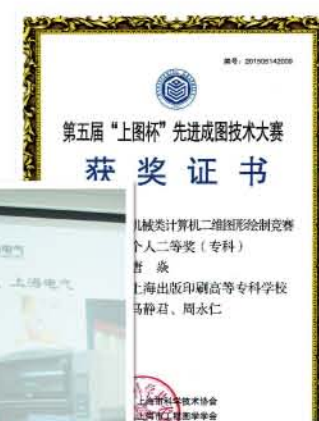 编号：201505142009
第五届“上图杯”先进成图技术大赛
获奖证书
机械类计算机二维图形绘制竞赛
个人二等奖（专科）
唐 焱
上海出版印刷高等专科学校
马静君、周永仁
电气
上海电气
上海市科学技术协会
上海市工程图学学会